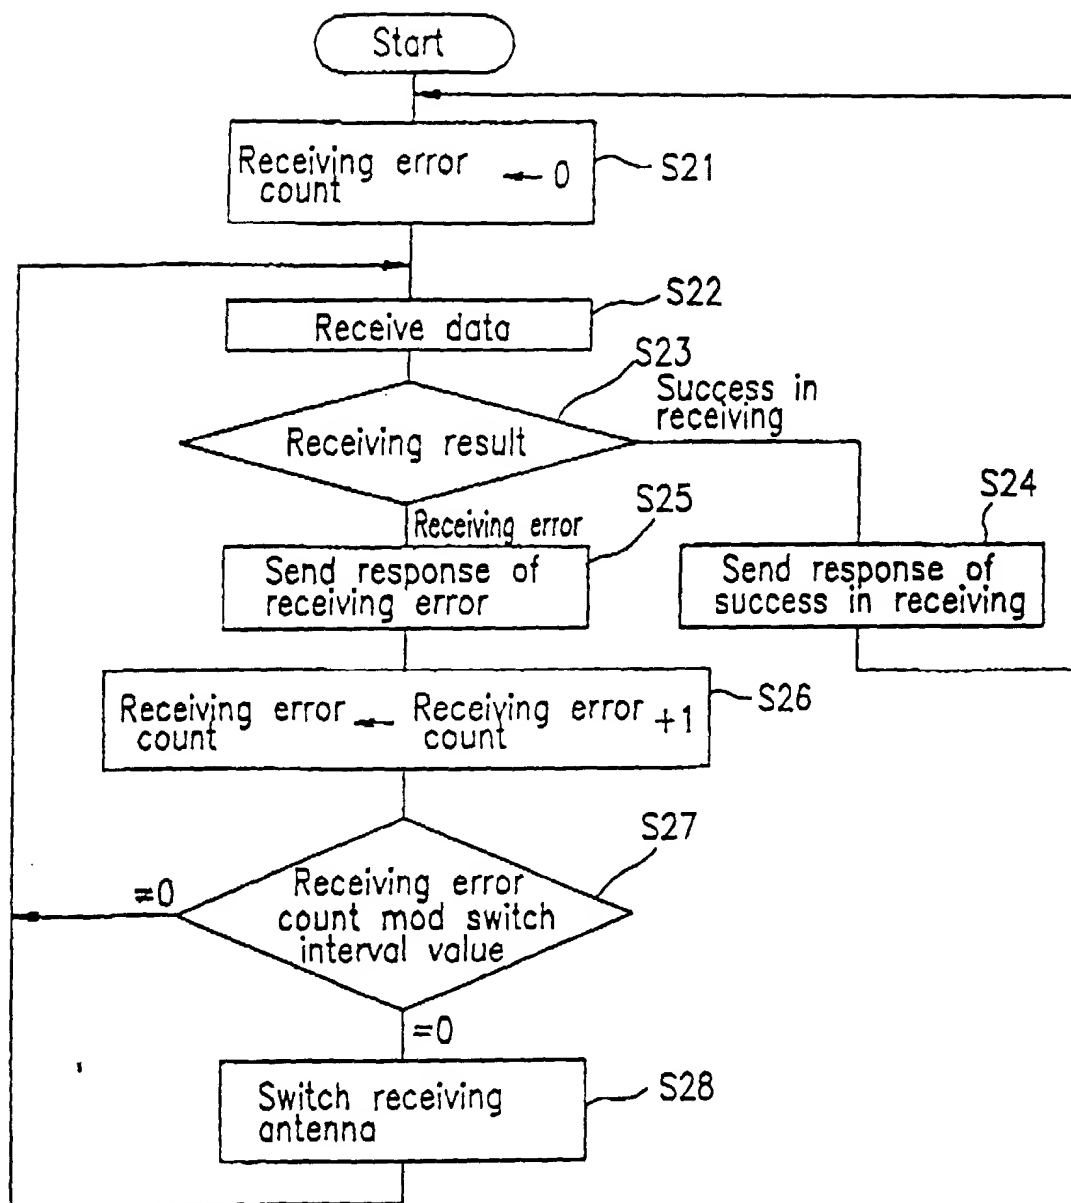 Start
Receiving error
count ← 0
S21
S22
Receive data
S23
Success in
receiving
Receiving result
S24
S25
Receiving error
Send response of
receiving error
Send response of
success in receiving
S26
Receiving error ← Receiving error +1
count count
S27
≠0
Receiving error
count mod switch
interval value
=0
S28
Switch receiving
antenna